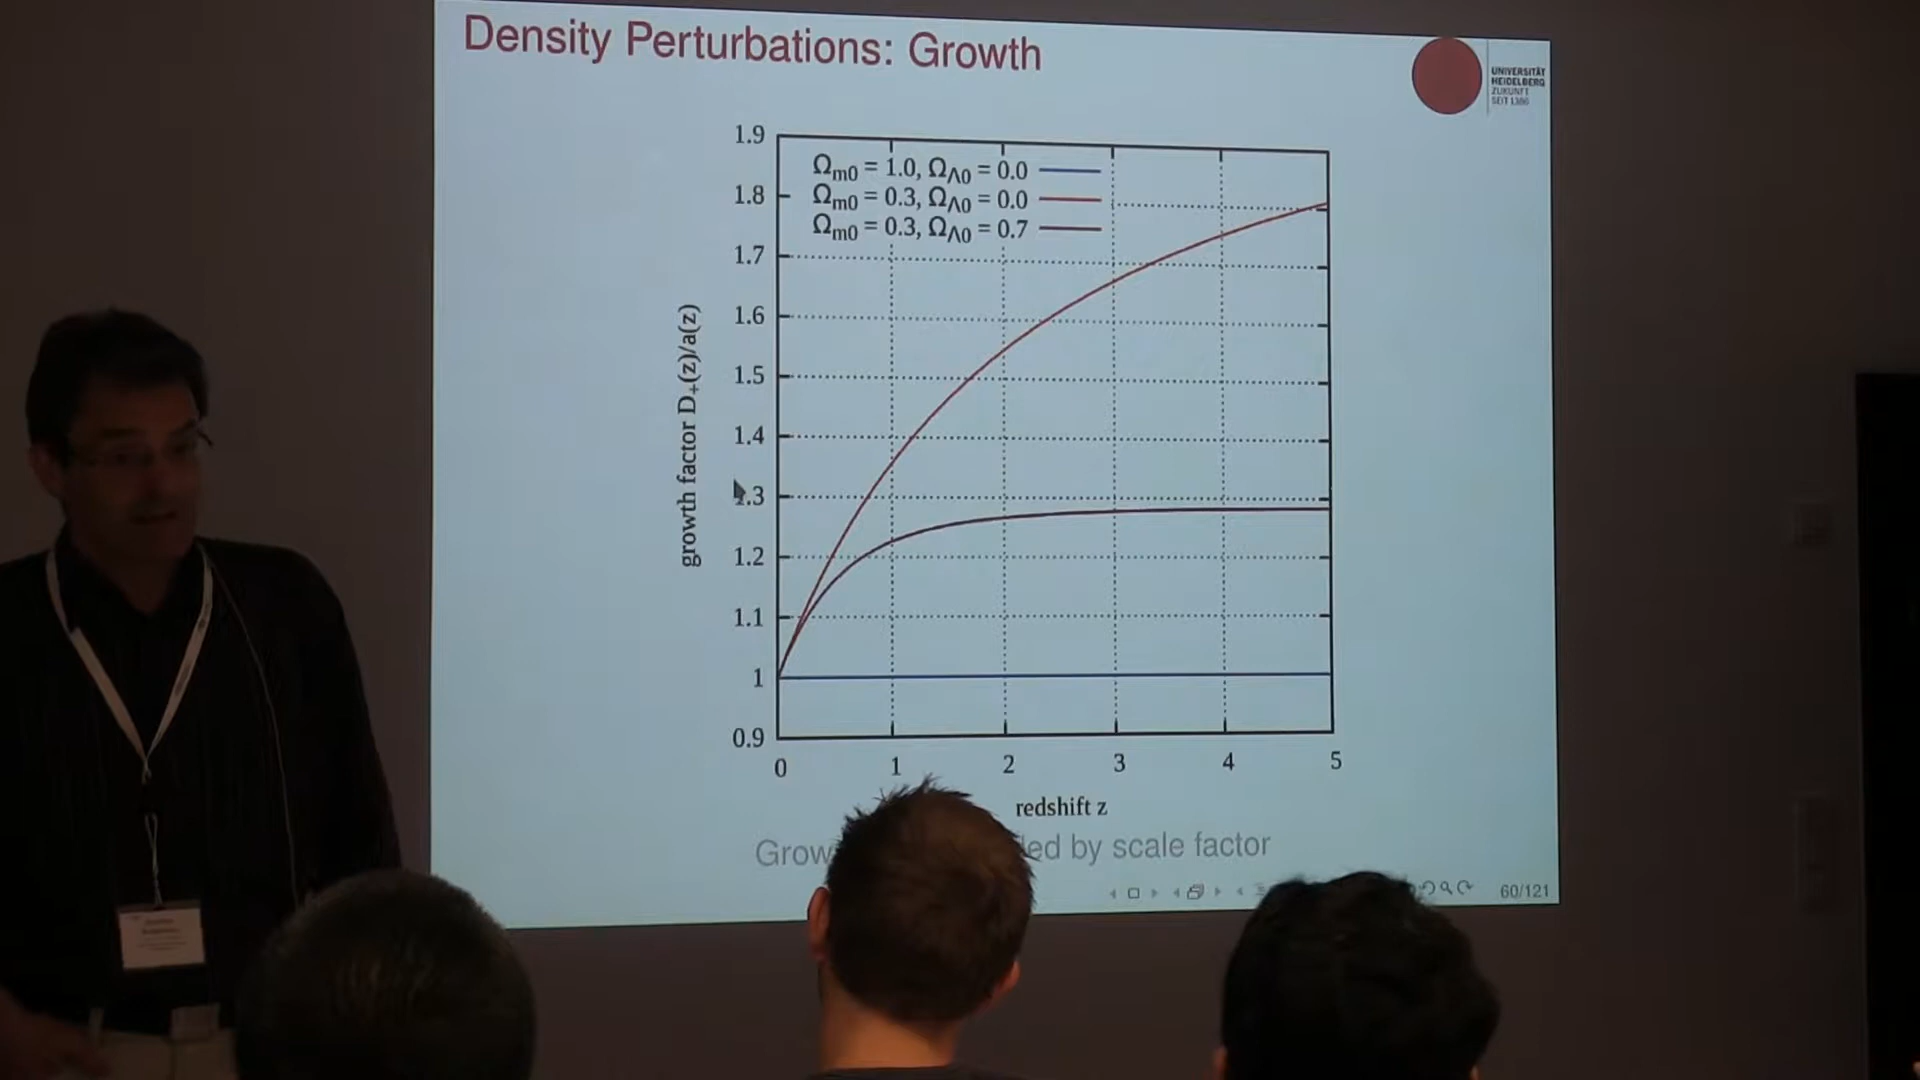 Density Perturbations: Growth
UNIVERSITÄT
HEIDELBERG
ZUKUNFT
SEIT 1386
1.9
1.8
1.7
1.6
1.5
1.4
.3
1.2
1.1
1
0.9
growth factor D₊(z)/a(z)
Ωm0 = 1.0, ΩΛ0 = 0.0
Ωm0 = 0.3, ΩΛ0 = 0.0
Ωm0 = 0.3, ΩΛ0 = 0.7
0 1 2 3 4 5
redshift z
by scale factor
60/121